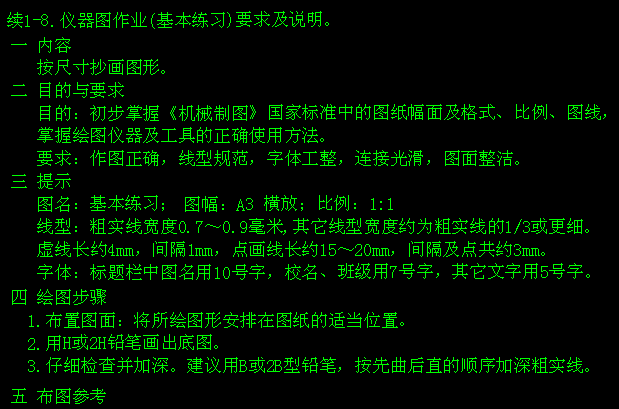 续1-8.仪器图作业(基本练习)要求及说明。
一 内容
按尺寸抄画图形。
二 目的与要求
目的：初步掌握《机械制图》国家标准中的图纸幅面及格式、比例、图线，
掌握绘图仪器及工具的正确使用方法。
要求：作图正确，线型规范，字体工整，连接光滑，图面整洁。
三 提示
图名：基本练习； 图幅：A3 横放；比例：1:1
线型：粗实线宽度0.7～0.9毫米,其它线型宽度约为粗实线的1/3或更细。
虚线长约4mm，间隔1mm，点画线长约15～20mm，间隔及点共约3mm。
字体：标题栏中图名用10号字，校名、班级用7号字，其它文字用5号字。
四 绘图步骤
1.布置图面：将所绘图形安排在图纸的适当位置。
2.用H或2H铅笔画出底图。
3.仔细检查并加深。建议用B或2B型铅笔，按先曲后直的顺序加深粗实线。
五 布图参考